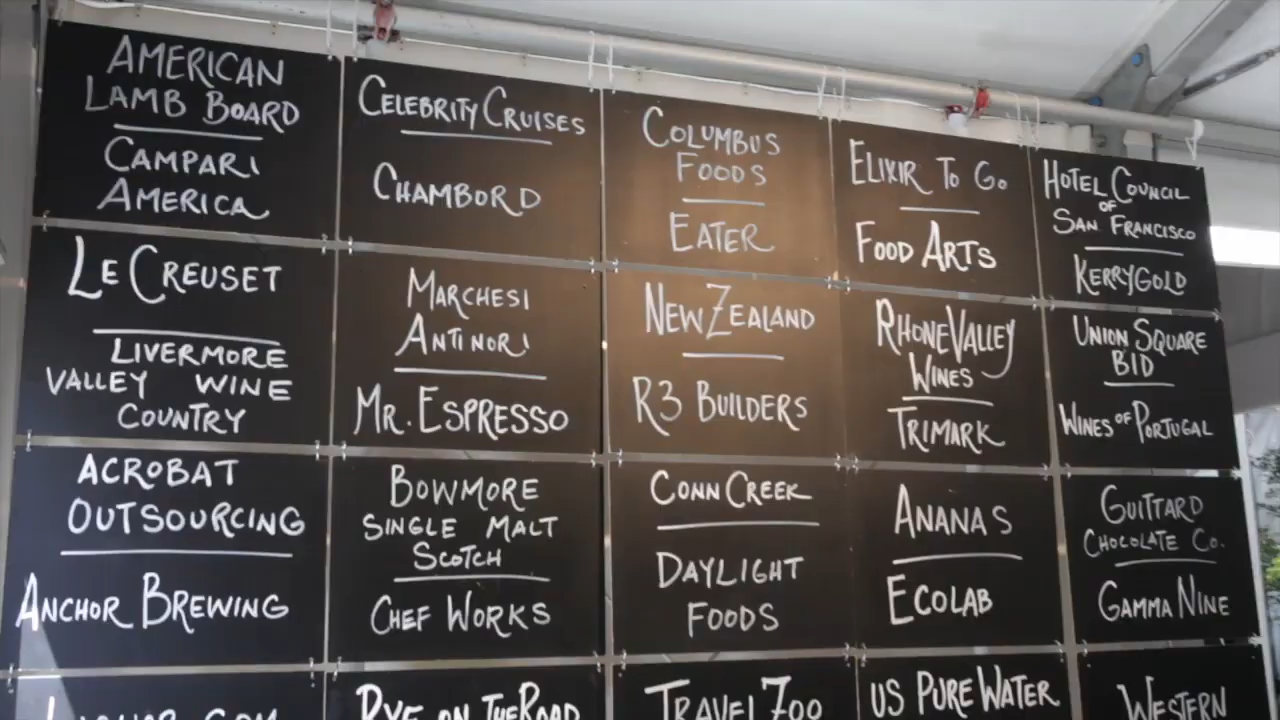 AMERICAN
LAMB BOARD
CAMPARI
AMERICA
CELEBRITY CRUISES
CHAMBORD
COLUMBUS
FOODS
EATER
ELIXIR TO GO
FOOD ARTS
HOTEL COUNCIL
OF
SAN FRANCISCO
KERRYGOLD
LE CREUSET
LIVERMORE
VALLEY WINE
COUNTRY
MARCHESI
ANTINORI
MR. ESPRESSO
NEW ZEALAND
R3 BUILDERS
RHONE VALLEY
WINES
TRIMARK
UNION SQUARE
BID
WINES OF PORTUGAL
ACROBAT
OUTSOURCING
ANCHOR BREWING
BOWMORE
SINGLE MALT
SCOTCH
CHEF WORKS
CONN CREEK
DAYLIGHT
FOODS
ANANAS
ECOLAB
GUITTARD
CHOCOLATE CO.
GAMMA NINE
LIQUOR.COM
RYE ON THE ROAD
TRAVEL ZOO
US PURE WATER
WESTERN